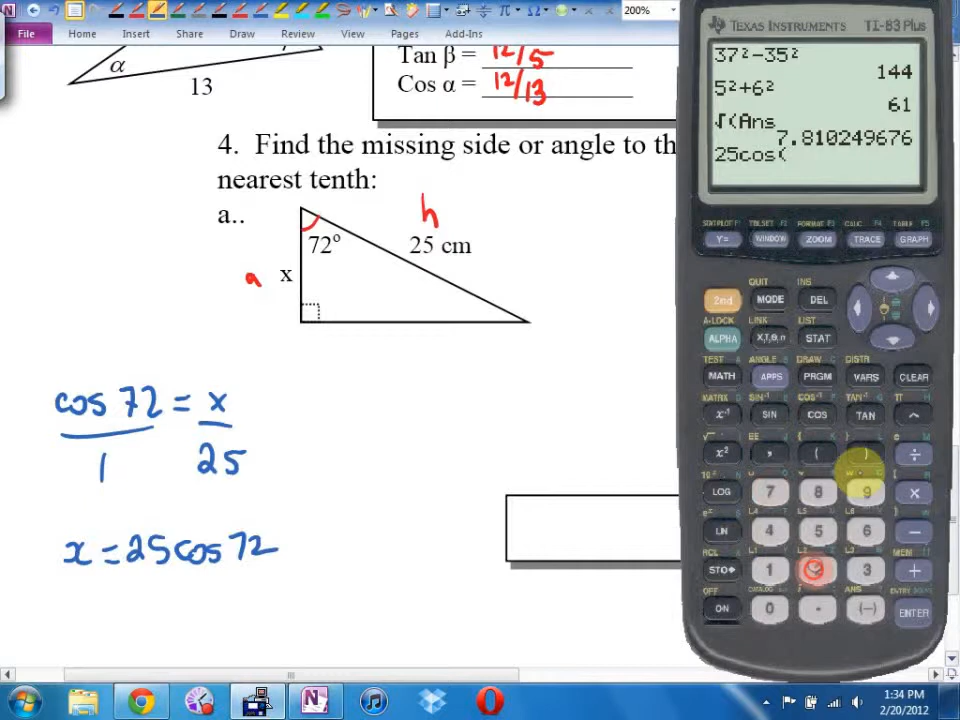 200%
File Home Insert Share Draw Review View Pages
α
13
Tan β = 12/5
Cos α = 12/13
4. Find the missing side or angle to th
nearest tenth:
a..
h
72º
25 cm
a x
cos 72 = x
1 25
x = 25 cos 72
TEXAS INSTRUMENTS TI-83 Plus
37²-35²
144
5²+6²
61
√(Ans
7.810249676
25cos(
STAT PLOT F1 TBLSET F2 FORMAT F3 CALC F4 TABLE F5
Y= WINDOW ZOOM TRACE GRAPH
QUIT INS
2nd MODE DEL
A-LOCK LINK LIST
ALPHA X,T,θ,n STAT
TEST A ANGLE B DRAW C DISTR
MATH APPS PRGM VARS CLEAR
MATRX D SIN⁻¹ E COS⁻¹ F TAN⁻¹ G π H
x⁻¹ SIN COS TAN ^
√ I EE J { K } L e M
x² , ( ) ÷
10ˣ N
LOG 7 8 9 ×
eˣ S L4 T L5 U L6 V ] W
LN 4 5 6 −
RCL X L1 Y L2 Z L3 θ MEM "
STO▸ 1 2 3 +
OFF CATALOG ANS ENTRY SOLVE
ON 0 . (−) ENTER
1:34 PM
2/20/2012